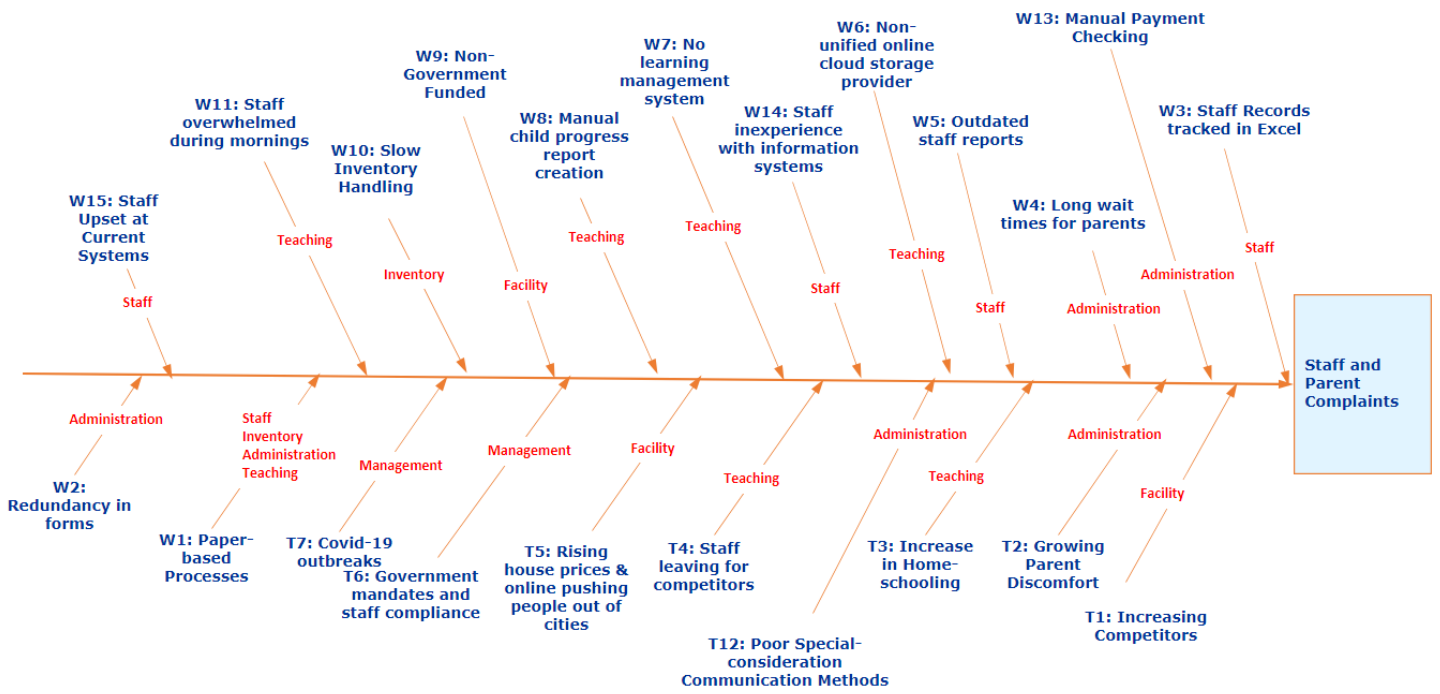 W15: Staff
Upset at
Current
Systems
Staff
W11: Staff
overwhelmed
during mornings
Teaching
W10: Slow
Inventory
Handling
Inventory
W9: Non-
Government
Funded
Facility
W8: Manual
child progress
report
creation
Teaching
W7: No
learning
management
system
Teaching
W14: Staff
inexperience
with information
systems
Staff
W6: Non-
unified online
cloud storage
provider
Teaching
W5: Outdated
staff reports
Staff
W4: Long wait
times for parents
Administration
W13: Manual Payment
Checking
Administration
W3: Staff Records
tracked in Excel
Staff
Staff and
Parent
Complaints
Administration
W2:
Redundancy in
forms
Staff
Inventory
Administration
Teaching
W1: Paper-
based
Processes
Management
T7: Covid-19
outbreaks
Management
T6: Government
mandates and
staff compliance
Facility
T5: Rising
house prices &
online pushing
people out of
cities
Teaching
T4: Staff
leaving for
competitors
Administration
T12: Poor Special-
consideration
Communication Methods
Teaching
T3: Increase
in Home-
schooling
Administration
T2: Growing
Parent
Discomfort
Facility
T1: Increasing
Competitors